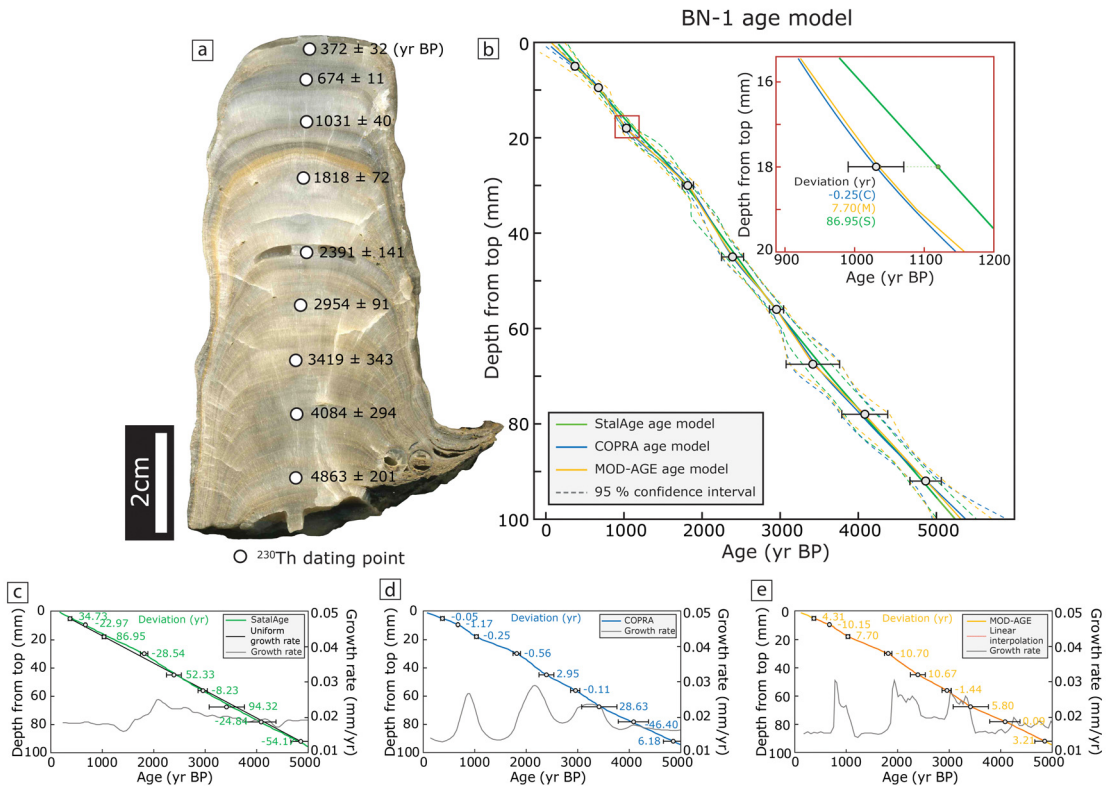 BN-1 age model
a
372 ± 32 (yr BP)
674 ± 11
1031 ± 40
1818 ± 72
2391 ± 141
2954 ± 91
3419 ± 343
4084 ± 294
4863 ± 201
2cm
²³⁰Th dating point
b
0
20
40
60
80
100
Depth from top (mm)
0
1000
2000
3000
4000
5000
Age (yr BP)
StalAge age model
COPRA age model
MOD-AGE age model
95 % confidence interval
16
18
20
Depth from top (mm)
Deviation (yr)
-0.25(C)
7.70(M)
86.95(S)
900
1000
1100
1200
Age (yr BP)
c
0
20
40
60
80
100
Depth from top (mm)
Deviation (yr)
34.73
-22.97
86.95
-28.54
52.33
-8.23
94.32
-24.84
-54.1
SatalAge
Uniform
growth rate
Growth rate
0.05
0.04
0.03
0.02
0.01
Growth rate (mm/yr)
0
1000
2000
3000
4000
5000
Age (yr BP)
d
0
20
40
60
80
100
Depth from top (mm)
Deviation (yr)
-0.05
-1.17
-0.25
-0.56
2.95
-0.11
28.63
-46.40
6.18
COPRA
Growth rate
0.05
0.04
0.03
0.02
0.01
Growth rate (mm/yr)
0
1000
2000
3000
4000
5000
Age (yr BP)
e
0
20
40
60
80
100
Depth from top (mm)
Deviation (yr)
4.31
-10.15
7.70
-10.70
10.67
-1.44
5.80
0.09
3.21
MOD-AGE
Linear
interpolation
Growth rate
0.05
0.04
0.03
0.02
0.01
Growth rate (mm/yr)
0
1000
2000
3000
4000
5000
Age (yr BP)